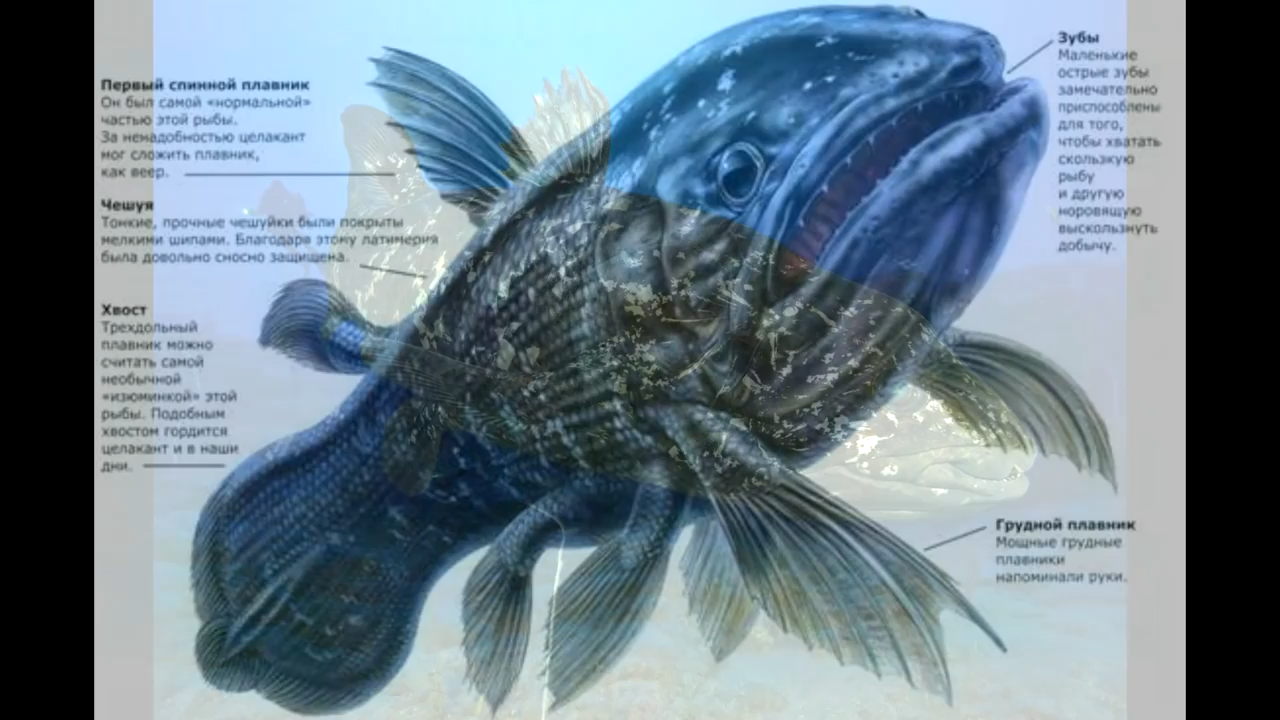 Первый спинной плавник
Он был самой «нормальной»
частью этой рыбы.
За ненадобностью целакант
мог сложить плавник,
как веер.
Чешуя
Тонкие, прочные чешуйки были покрыты
мелкими шипами. Благодаря этому латимерия
была довольно сносно защищена.
Хвост
Трехдольный
плавник можно
считать самой
необычной
«изюминкой» этой
рыбы. Подобным
хвостом гордится
целакант и в наши
дни.
Зубы
Маленькие
острые зубы
замечательно
приспособлены
для того,
чтобы хватать
скользкую
рыбу
и другую
норовящую
выскользнуть
добычу.
Грудной плавник
Мощные грудные
плавники
напоминали руки.